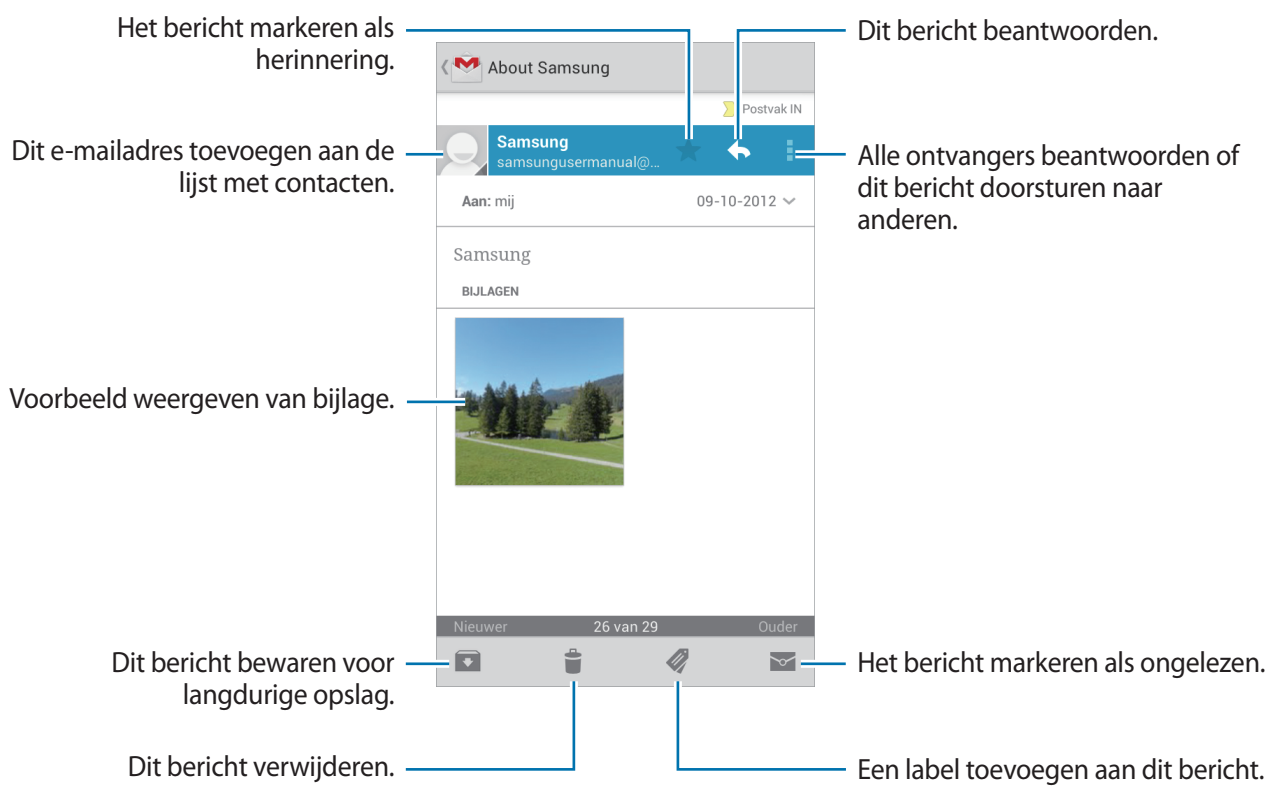 Het bericht markeren als
herinnering.
Dit bericht beantwoorden.
About Samsung
Postvak IN
Dit e-mailadres toevoegen aan de
lijst met contacten.
Samsung
samsungusermanual@...
Alle ontvangers beantwoorden of
dit bericht doorsturen naar
anderen.
Aan: mij
09-10-2012
Samsung
BIJLAGEN
Voorbeeld weergeven van bijlage.
Nieuwer
26 van 29
Ouder
Dit bericht bewaren voor
langdurige opslag.
Het bericht markeren als ongelezen.
Dit bericht verwijderen.
Een label toevoegen aan dit bericht.